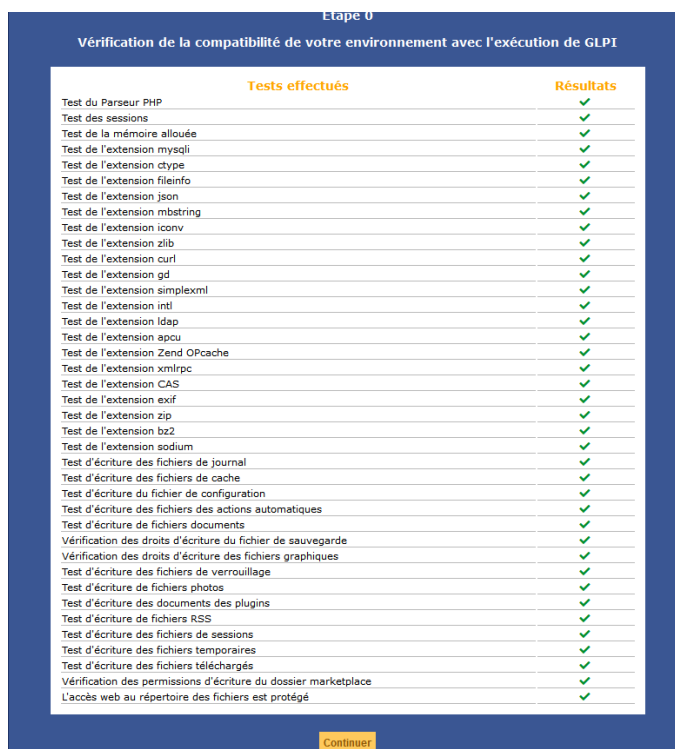 Etape 0
Vérification de la compatibilité de votre environnement avec l'exécution de GLPI
Tests effectués Résultats
Test du Parseur PHP
Test des sessions
Test de la mémoire allouée
Test de l'extension mysqli
Test de l'extension ctype
Test de l'extension fileinfo
Test de l'extension json
Test de l'extension mbstring
Test de l'extension iconv
Test de l'extension zlib
Test de l'extension curl
Test de l'extension gd
Test de l'extension simplexml
Test de l'extension intl
Test de l'extension ldap
Test de l'extension apcu
Test de l'extension Zend OPcache
Test de l'extension xmlrpc
Test de l'extension CAS
Test de l'extension exif
Test de l'extension zip
Test de l'extension bz2
Test de l'extension sodium
Test d'écriture des fichiers de journal
Test d'écriture des fichiers de cache
Test d'écriture du fichier de configuration
Test d'écriture des fichiers des actions automatiques
Test d'écriture de fichiers documents
Vérification des droits d'écriture du fichier de sauvegarde
Vérification des droits d'écriture des fichiers graphiques
Test d'écriture des fichiers de verrouillage
Test d'écriture de fichiers photos
Test d'écriture des documents des plugins
Test d'écriture de fichiers RSS
Test d'écriture des fichiers de sessions
Test d'écriture des fichiers temporaires
Test d'écriture des fichiers téléchargés
Vérification des permissions d'écriture du dossier marketplace
L'accès web au répertoire des fichiers est protégé
Continuer